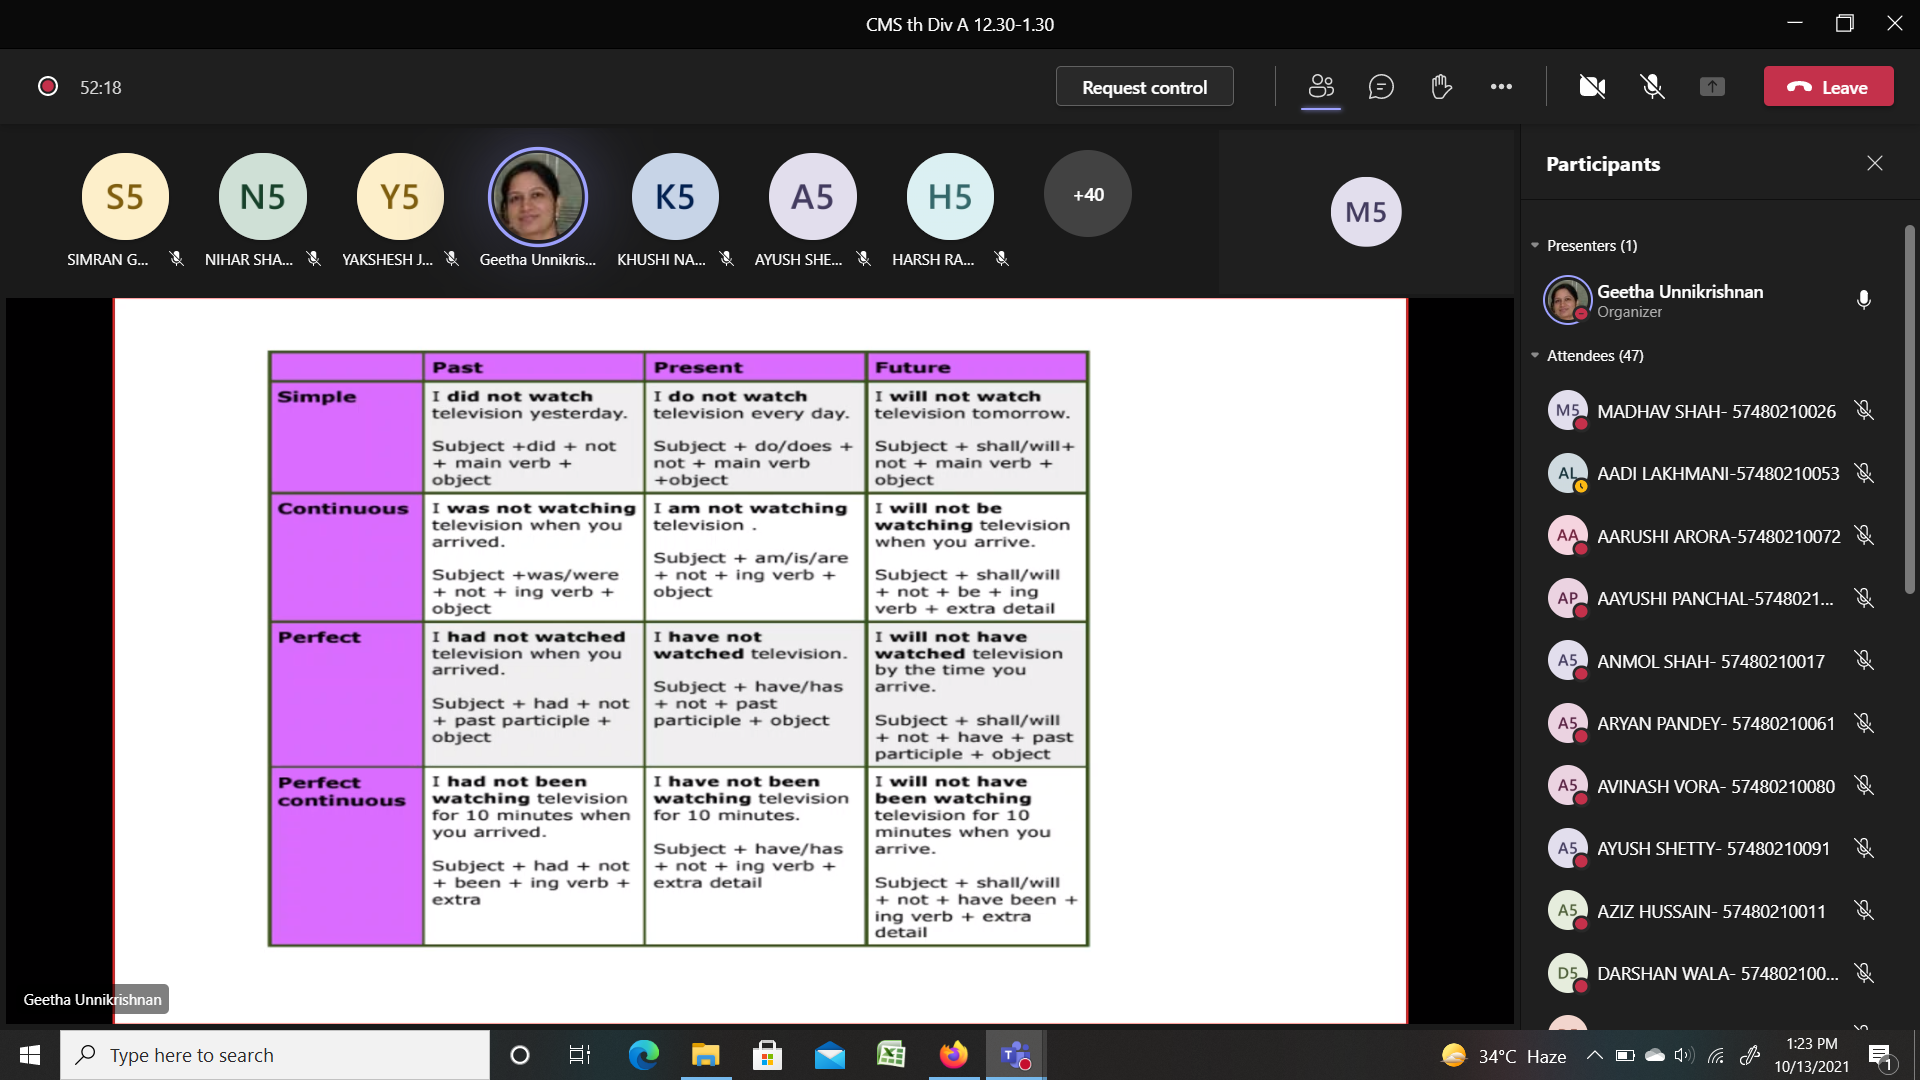 CMS th Div A 12.30-1.30
52:18
Request control
Leave
S5
N5
Y5
K5
A5
H5
+40
M5
SIMRAN G...
NIHAR SHA...
YAKSHESH J...
Geetha Unnikris...
KHUSHI NA...
AYUSH SHE...
HARSH RA...
Participants
Presenters (1)
Geetha Unnikrishnan
Organizer
Attendees (47)
M5 MADHAV SHAH- 57480210026
AL AADI LAKHMANI-57480210053
AA AARUSHI ARORA-57480210072
AP AAYUSHI PANCHAL-5748021...
A5 ANMOL SHAH- 57480210017
A5 ARYAN PANDEY- 57480210061
A5 AVINASH VORA- 57480210080
A5 AYUSH SHETTY- 57480210091
A5 AZIZ HUSSAIN- 57480210011
D5 DARSHAN WALA- 574802100...
Past
Present
Future
Simple
I did not watch
television yesterday.
Subject +did + not
+ main verb +
object
I do not watch
television every day.
Subject + do/does +
not + main verb
+object
I will not watch
television tomorrow.
Subject + shall/will+
not + main verb +
object
Continuous
I was not watching
television when you
arrived.
Subject +was/were
+ not + ing verb +
object
I am not watching
television .
Subject + am/is/are
+ not + ing verb +
object
I will not be
watching television
when you arrive.
Subject + shall/will
+ not + be + ing
verb + extra detail
Perfect
I had not watched
television when you
arrived.
Subject + had + not
+ past participle +
object
I have not
watched television.
Subject + have/has
+ not + past
participle + object
I will not have
watched television
by the time you
arrive.
Subject + shall/will
+ not + have + past
participle + object
Perfect
continuous
I had not been
watching television
for 10 minutes when
you arrived.
Subject + had + not
+ been + ing verb +
extra
I have not been
watching television
for 10 minutes.
Subject + have/has
+ not + ing verb +
extra detail
I will not have
been watching
television for 10
minutes when you
arrive.
Subject + shall/will
+ not + have been +
ing verb + extra
detail
Geetha Unnikrishnan
Type here to search
34°C Haze
1:23 PM
10/13/2021
1